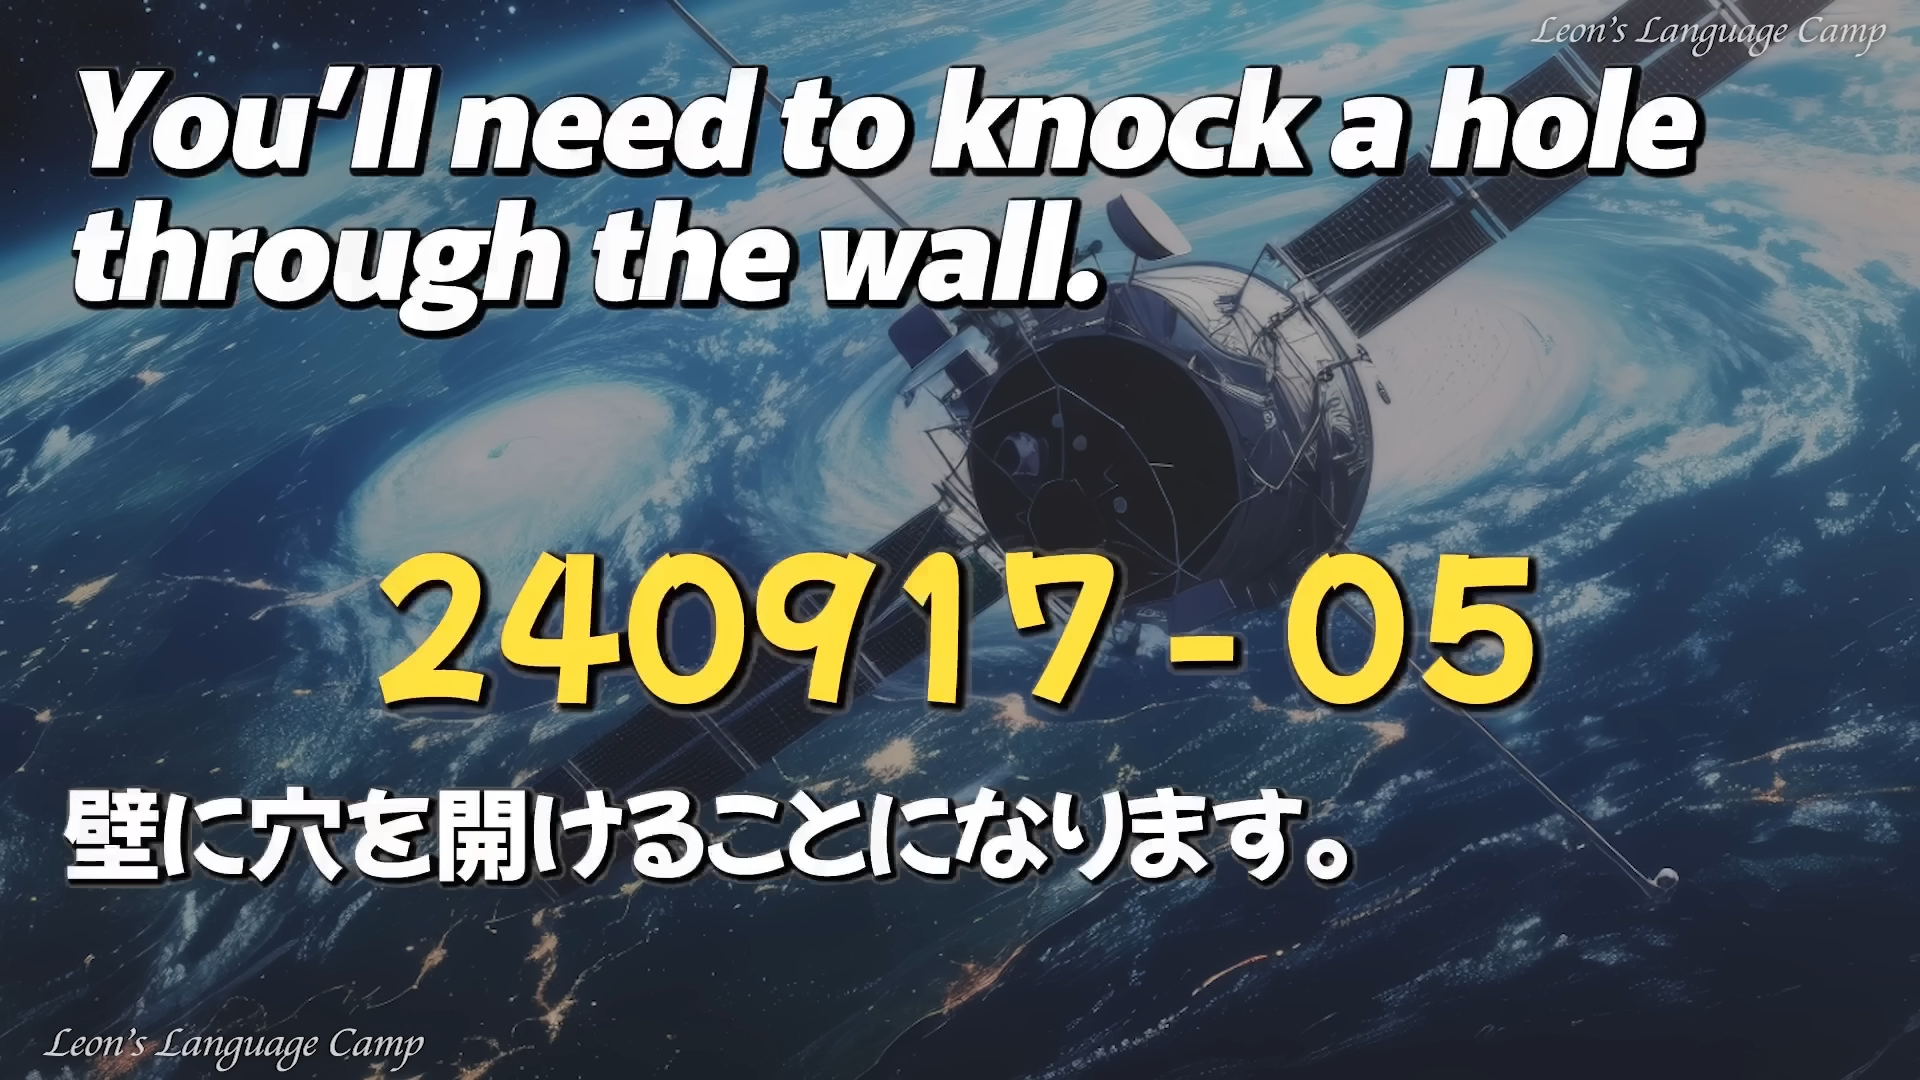 Leon's Language Camp
You'll need to knock a hole
through the wall.
240917-05
壁に穴を開けることになります。
Leon's Language Camp